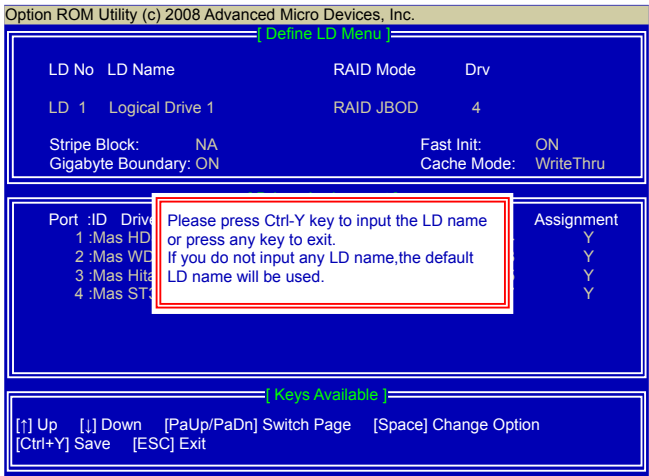 Option ROM Utility (c) 2008 Advanced Micro Devices, Inc.
[ Define LD Menu ]
LD No LD Name RAID Mode Drv
LD 1 Logical Drive 1 RAID JBOD 4
Stripe Block: NA Fast Init: ON
Gigabyte Boundary: ON Cache Mode: WriteThru
Port :ID Assignment
1 :Mas Y
2 :Mas Y
3 :Mas Y
4 :Mas Y
Please press Ctrl-Y key to input the LD name
or press any key to exit.
If you do not input any LD name,the default
LD name will be used.
[ Keys Available ]
[↑] Up [↓] Down [PaUp/PaDn] Switch Page [Space] Change Option
[Ctrl+Y] Save [ESC] Exit